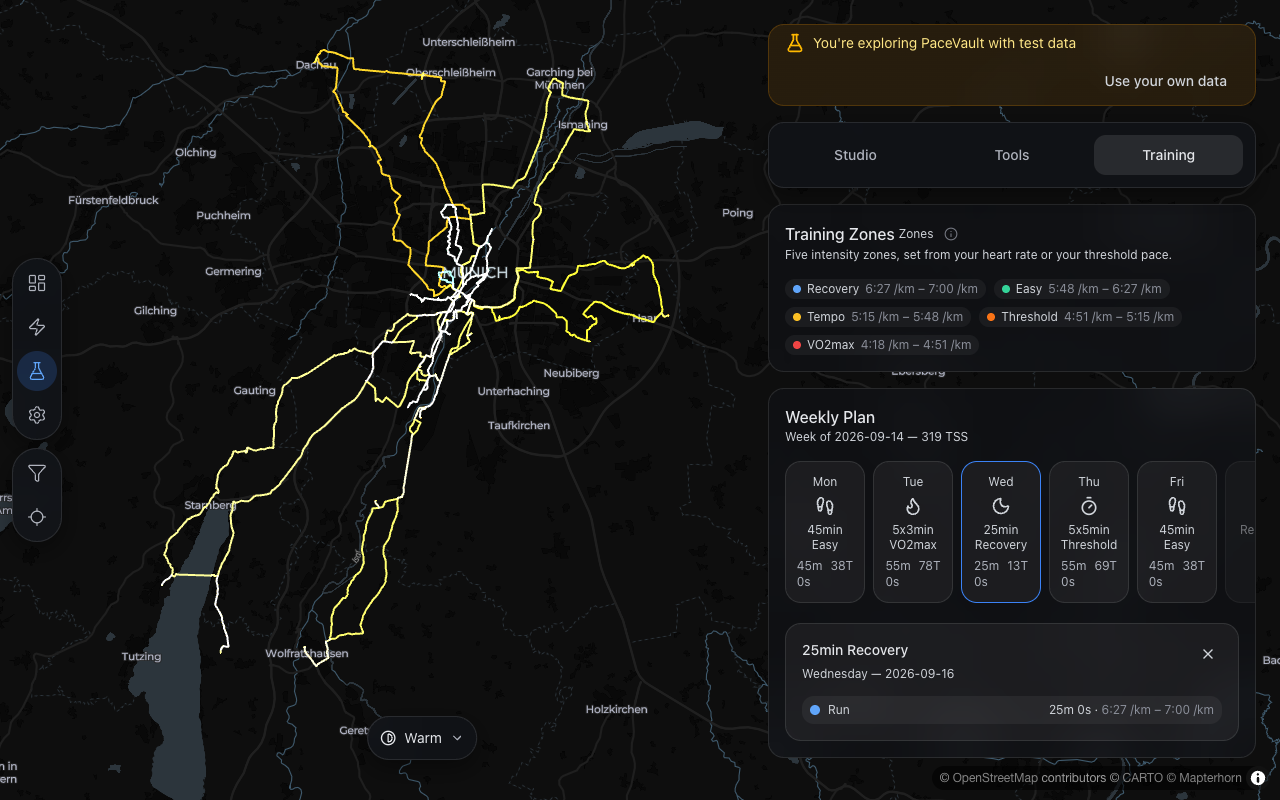 Unterschleißheim
Dachau
Oberschleißheim
Garching bei
München
Ismaning
Olching
Fürstenfeldbruck
Puchheim
Poing
Germering
MUNICH
Gilching
Haar
Neubiberg
Gauting
Unterhaching
Taufkirchen
Starnberg
Isar
Tutzing
Wolfratshausen
Holzkirchen
Geret
Ebersberg
Warm
You're exploring PaceVault with test data
Use your own data
Studio Tools Training
Training Zones Zones
Five intensity zones, set from your heart rate or your threshold pace.
Recovery 6:27 /km – 7:00 /km Easy 5:48 /km – 6:27 /km
Tempo 5:15 /km – 5:48 /km Threshold 4:51 /km – 5:15 /km
VO2max 4:18 /km – 4:51 /km
Weekly Plan
Week of 2026-09-14 — 319 TSS
Mon
45min
Easy
45m 38T
0s
Tue
5x3min
VO2max
55m 78T
0s
Wed
25min
Recovery
25m 13T
0s
Thu
5x5min
Threshold
55m 69T
0s
Fri
45min
Easy
45m 38T
0s
Re
25min Recovery
Wednesday — 2026-09-16
Run 25m 0s · 6:27 /km – 7:00 /km
© OpenStreetMap contributors © CARTO © Mapterhorn